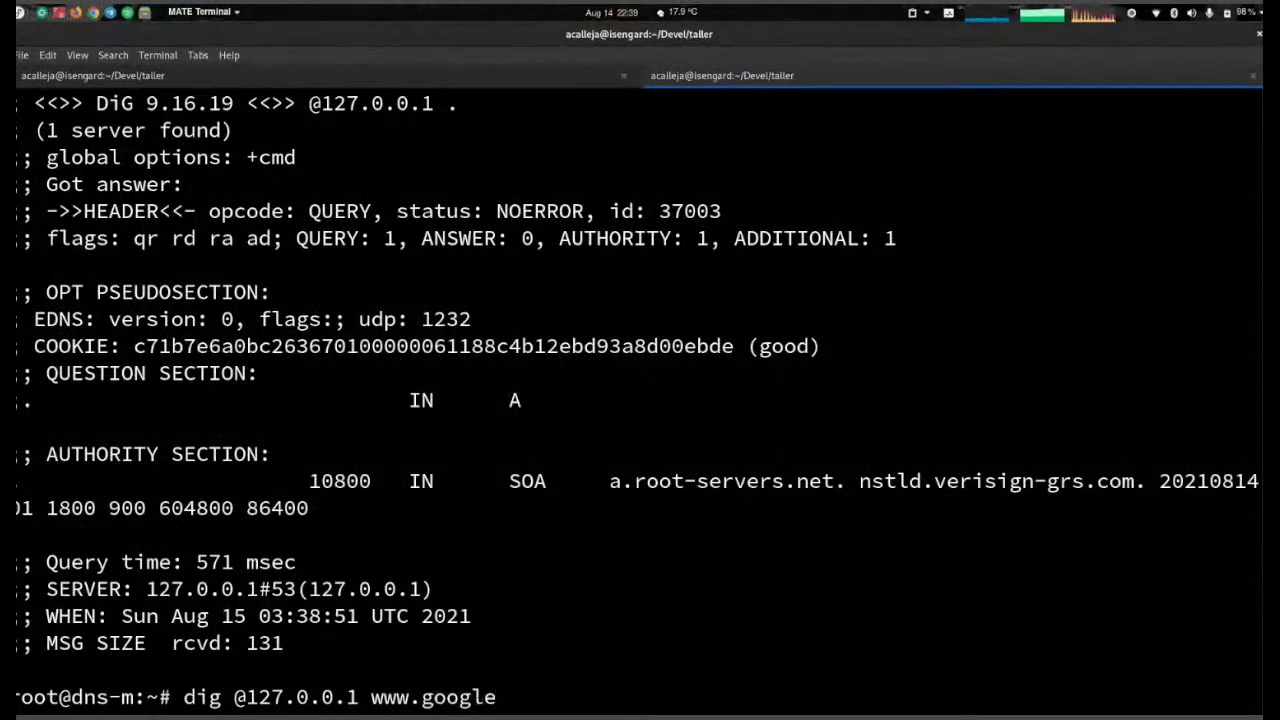 MATE Terminal
Aug 14 22:39
17.9 °C
98 %
acalleja@isengard:~/Devel/taller
File Edit View Search Terminal Tabs Help
acalleja@isengard:~/Devel/taller
acalleja@isengard:~/Devel/taller
; <<>> DiG 9.16.19 <<>> @127.0.0.1 .
(1 server found)
;; global options: +cmd
;; Got answer:
;; ->>HEADER<<- opcode: QUERY, status: NOERROR, id: 37003
;; flags: qr rd ra ad; QUERY: 1, ANSWER: 0, AUTHORITY: 1, ADDITIONAL: 1
;; OPT PSEUDOSECTION:
; EDNS: version: 0, flags:; udp: 1232
; COOKIE: c71b7e6a0bc263670100000061188c4b12ebd93a8d00ebde (good)
;; QUESTION SECTION:
;. IN A
;; AUTHORITY SECTION:
. 10800 IN SOA a.root-servers.net. nstld.verisign-grs.com. 20210814
01 1800 900 604800 86400
;; Query time: 571 msec
;; SERVER: 127.0.0.1#53(127.0.0.1)
;; WHEN: Sun Aug 15 03:38:51 UTC 2021
;; MSG SIZE rcvd: 131
root@dns-m:~# dig @127.0.0.1 www.google